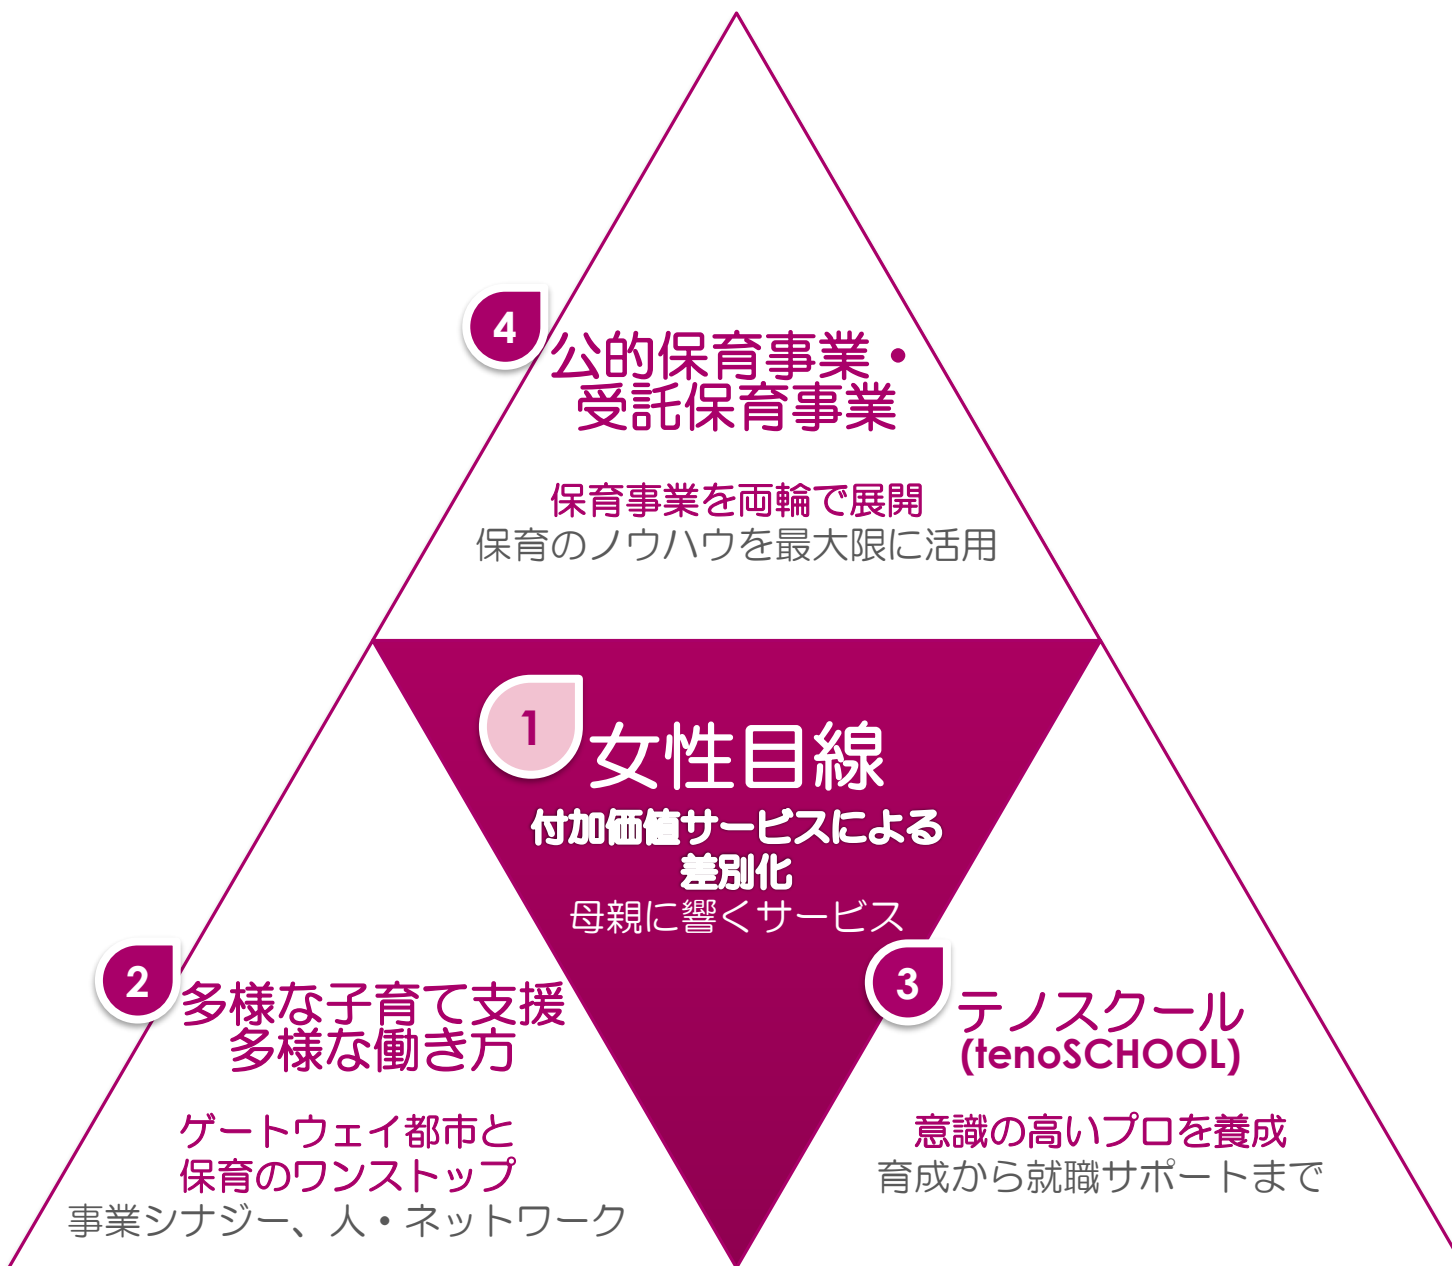 4
公的保育事業・
受託保育事業
保育事業を両輪で展開
保育のノウハウを最大限に活用
1
女性目線
付加価値サービスによる
差別化
母親に響くサービス
2
多様な子育て支援
多様な働き方
ゲートウェイ都市と
保育のワンストップ
事業シナジー、人・ネットワーク
3
テノスクール
(tenoSCHOOL)
意識の高いプロを養成
育成から就職サポートまで